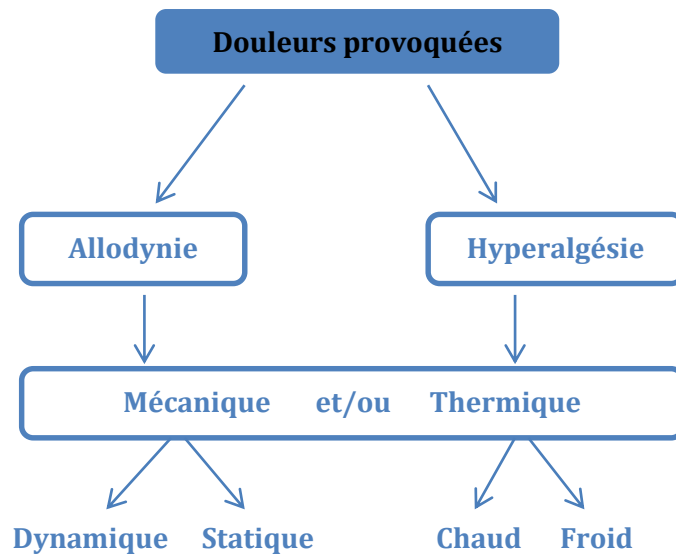 Douleurs provoquées
Allodynie Hyperalgésie
Mécanique et/ou Thermique
Dynamique Statique Chaud Froid